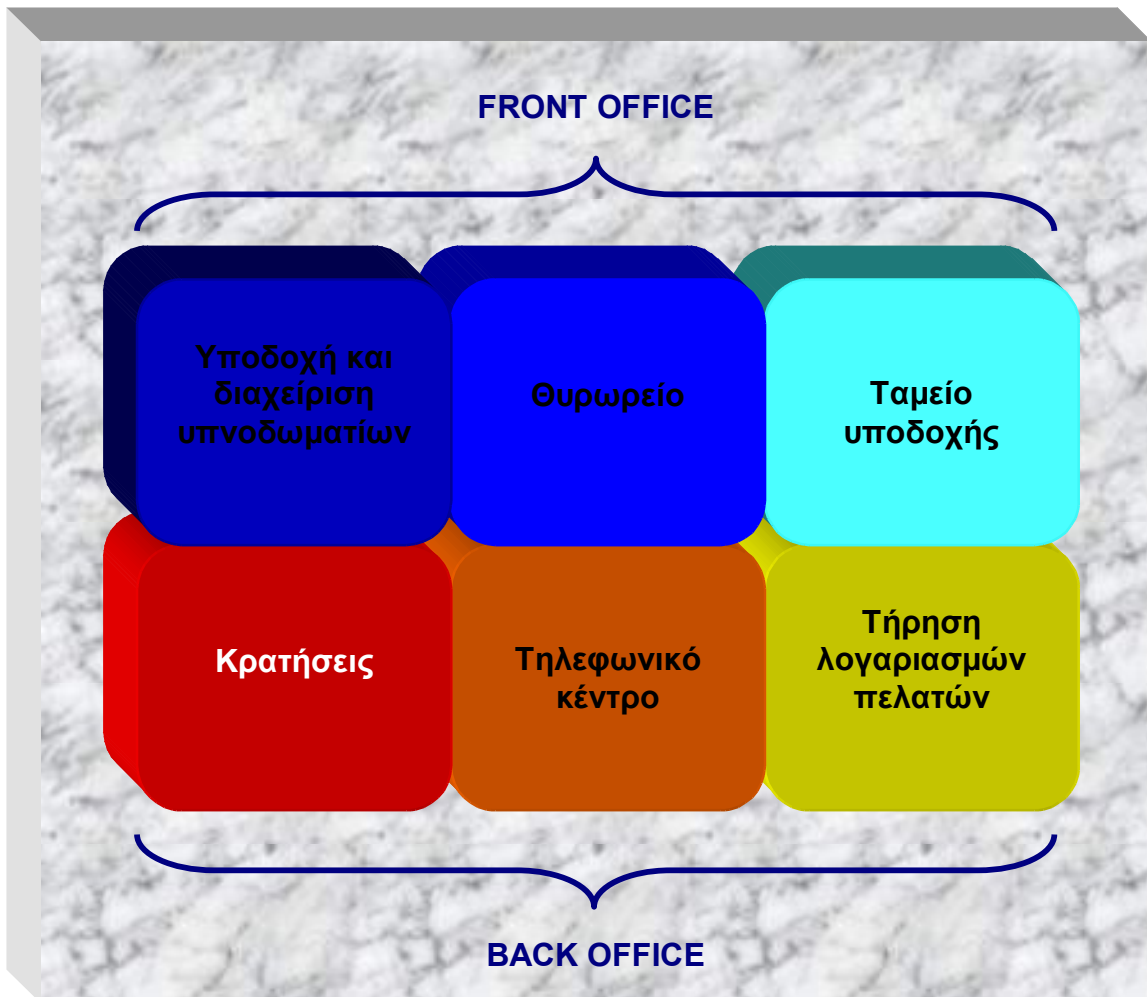 FRONT OFFICE
Υποδοχή και
διαχείριση
υπνοδωματίων
Θυρωρείο
Ταμείο
υποδοχής
Κρατήσεις
Τηλεφωνικό
κέντρο
Τήρηση
λογαριασμών
πελατών
BACK OFFICE